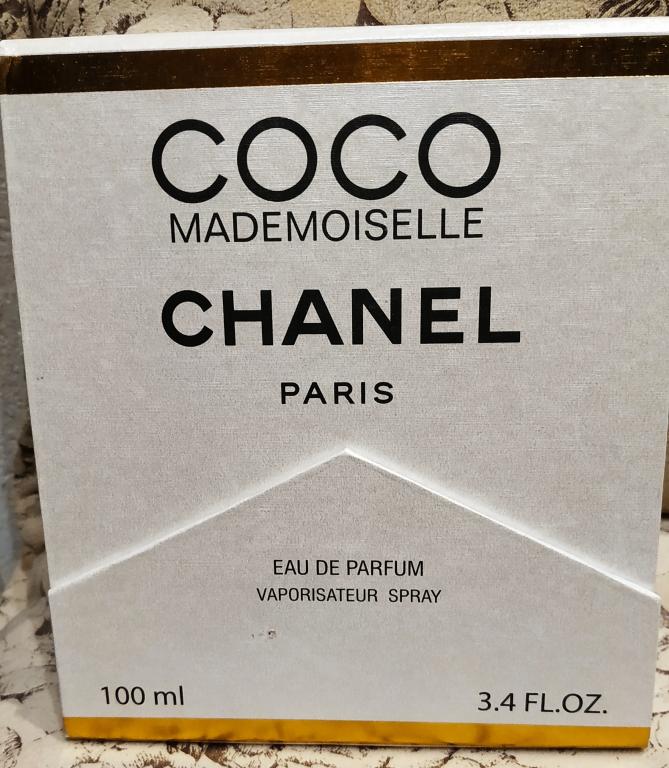 COCO
MADEMOISELLE
CHANEL
PARIS
EAU DE PARFUM
VAPORISATEUR SPRAY
100 ml 3.4 FL.OZ.